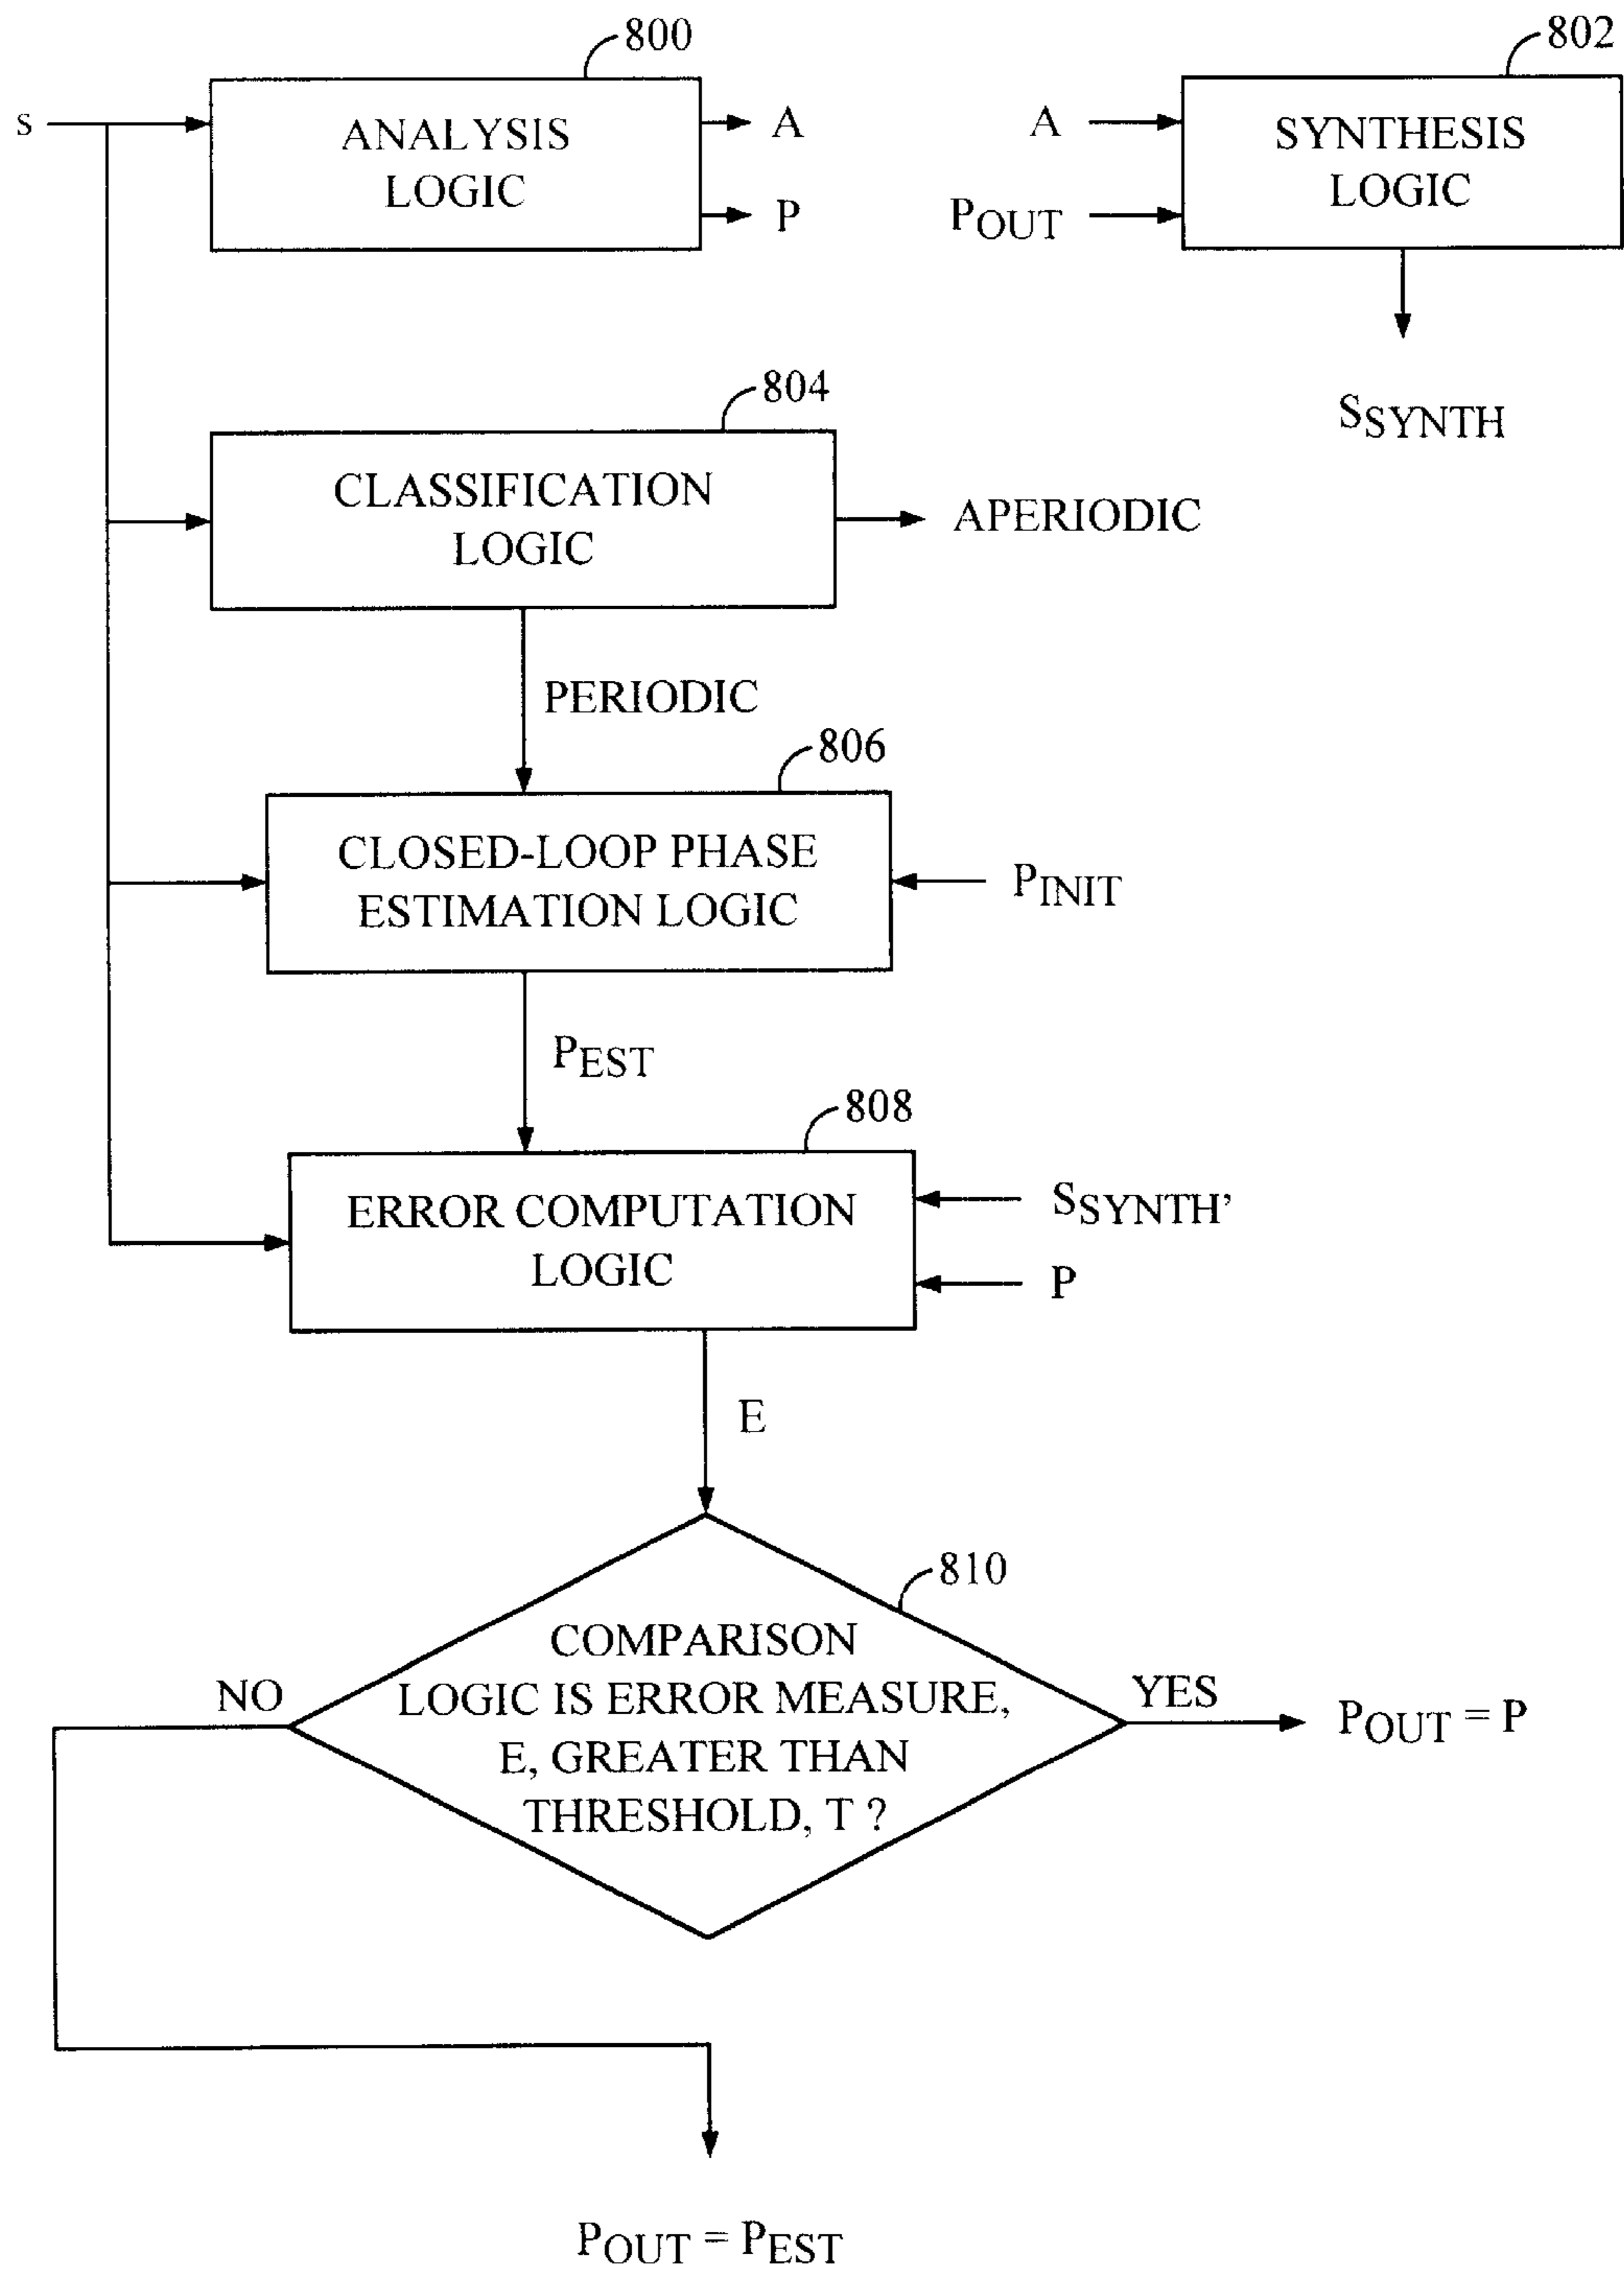 800
802
s
ANALYSIS
LOGIC
A
P
A
POUT
SYNTHESIS
LOGIC
SSYNTH
804
CLASSIFICATION
LOGIC
APERIODIC
PERIODIC
806
CLOSED-LOOP PHASE
ESTIMATION LOGIC
PINIT
PEST
808
ERROR COMPUTATION
LOGIC
SSYNTH'
P
E
810
COMPARISON
LOGIC IS ERROR MEASURE,
E, GREATER THAN
THRESHOLD, T ?
NO
YES
POUT = P
POUT = PEST